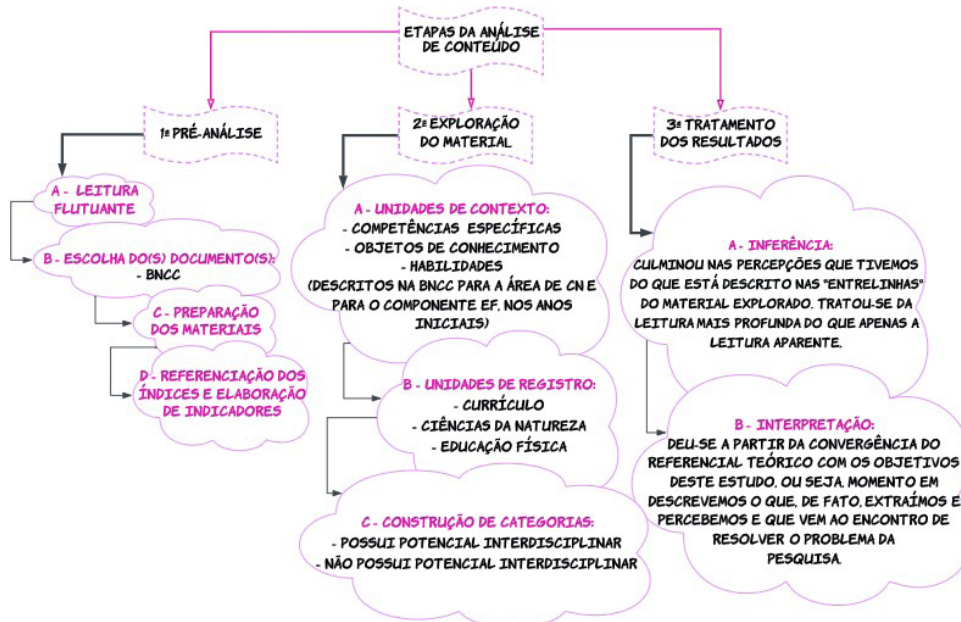 ETAPAS DA ANÁLISE
DE CONTEÚDO
1ª PRÉ-ANÁLISE
A - LEITURA
FLUTUANTE
B - ESCOLHA DO(S) DOCUMENTO(S):
- BNCC
C - PREPARAÇÃO
DOS MATERIAIS
D - REFERENCIAÇÃO DOS
ÍNDICES E ELABORAÇÃO
DE INDICADORES
2ª EXPLORAÇÃO
DO MATERIAL
A - UNIDADES DE CONTEXTO:
- COMPETÊNCIAS ESPECÍFICAS
- OBJETOS DE CONHECIMENTO
- HABILIDADES
(DESCRITOS NA BNCC PARA A ÁREA DE CN E
PARA O COMPONENTE EF, NOS ANOS
INICIAIS)
B - UNIDADES DE REGISTRO:
- CURRÍCULO
- CIÊNCIAS DA NATUREZA
- EDUCAÇÃO FÍSICA
C - CONSTRUÇÃO DE CATEGORIAS:
- POSSUI POTENCIAL INTERDISCIPLINAR
- NÃO POSSUI POTENCIAL INTERDISCIPLINAR
3ª TRATAMENTO
DOS RESULTADOS
A - INFERÊNCIA:
CULMINOU NAS PERCEPÇÕES QUE TIVEMOS
DO QUE ESTÁ DESCRITO NAS "ENTRELINHAS"
DO MATERIAL EXPLORADO. TRATOU-SE DA
LEITURA MAIS PROFUNDA DO QUE APENAS A
LEITURA APARENTE.
B - INTERPRETAÇÃO:
DEU-SE A PARTIR DA CONVERGÊNCIA DO
REFERENCIAL TEÓRICO COM OS OBJETIVOS
DESTE ESTUDO, OU SEJA, MOMENTO EM
DESCREVEMOS O QUE, DE FATO, EXTRAÍMOS E
PERCEBEMOS E QUE VEM AO ENCONTRO DE
RESOLVER O PROBLEMA DA
PESQUISA.